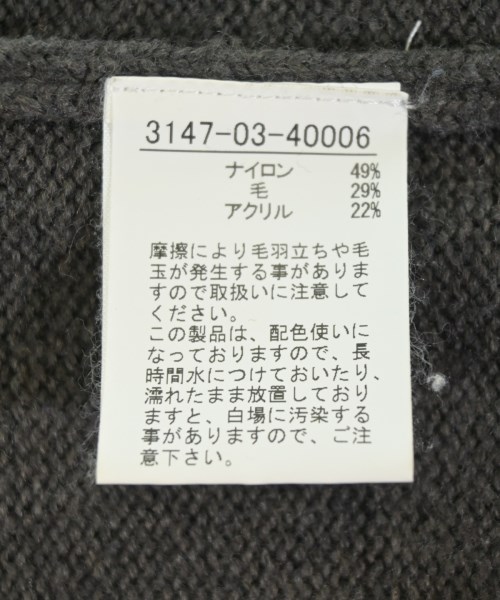 3147-03-40006
ナイロン 49%
毛 29%
アクリル 22%
摩擦により毛羽立ちや毛
玉が発生する事がありま
すので取扱いに注意して
ください。
この製品は、配色使いに
なっておりますので、長
時間水につけておいたり、
濡れたまま放置しており
ますと、白場に汚染する
事がありますので、ご注
意下さい。